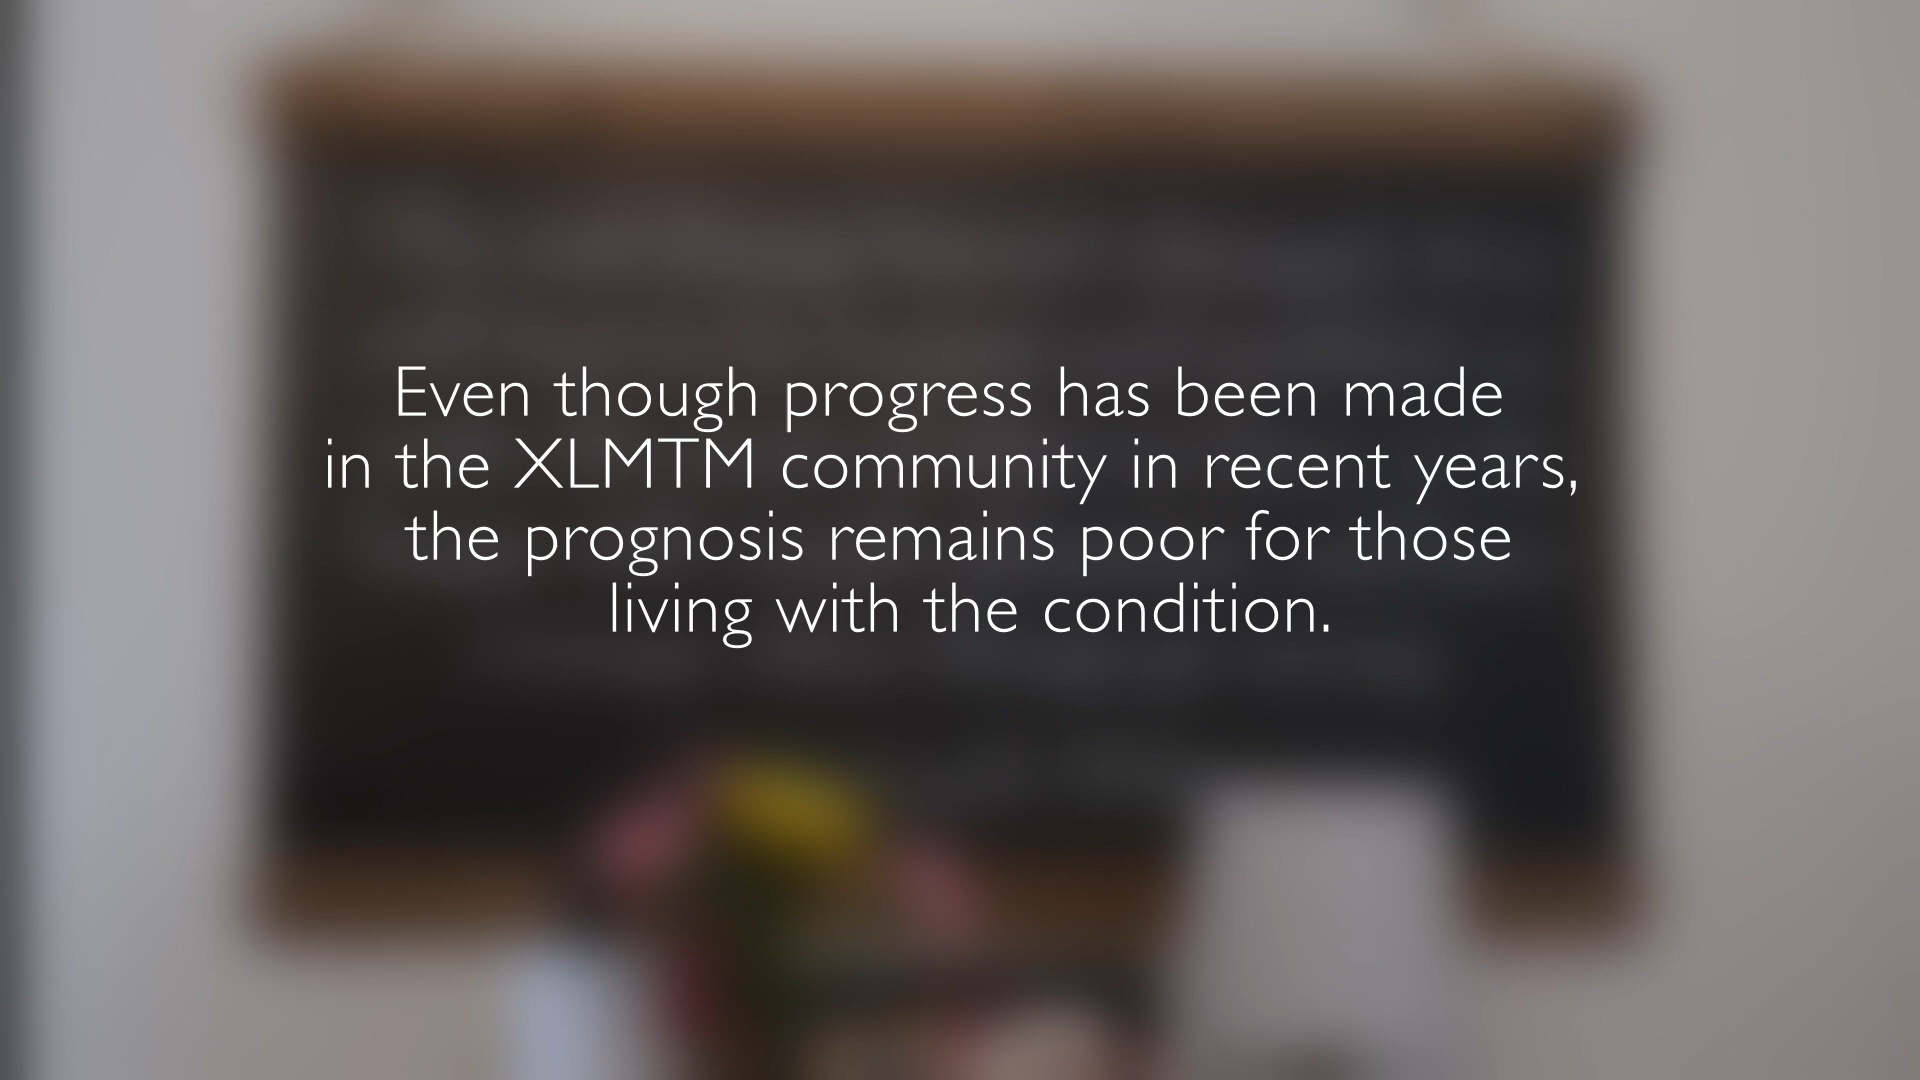 Even though progress has been made
in the XLMTM community in recent years,
the prognosis remains poor for those
living with the condition.